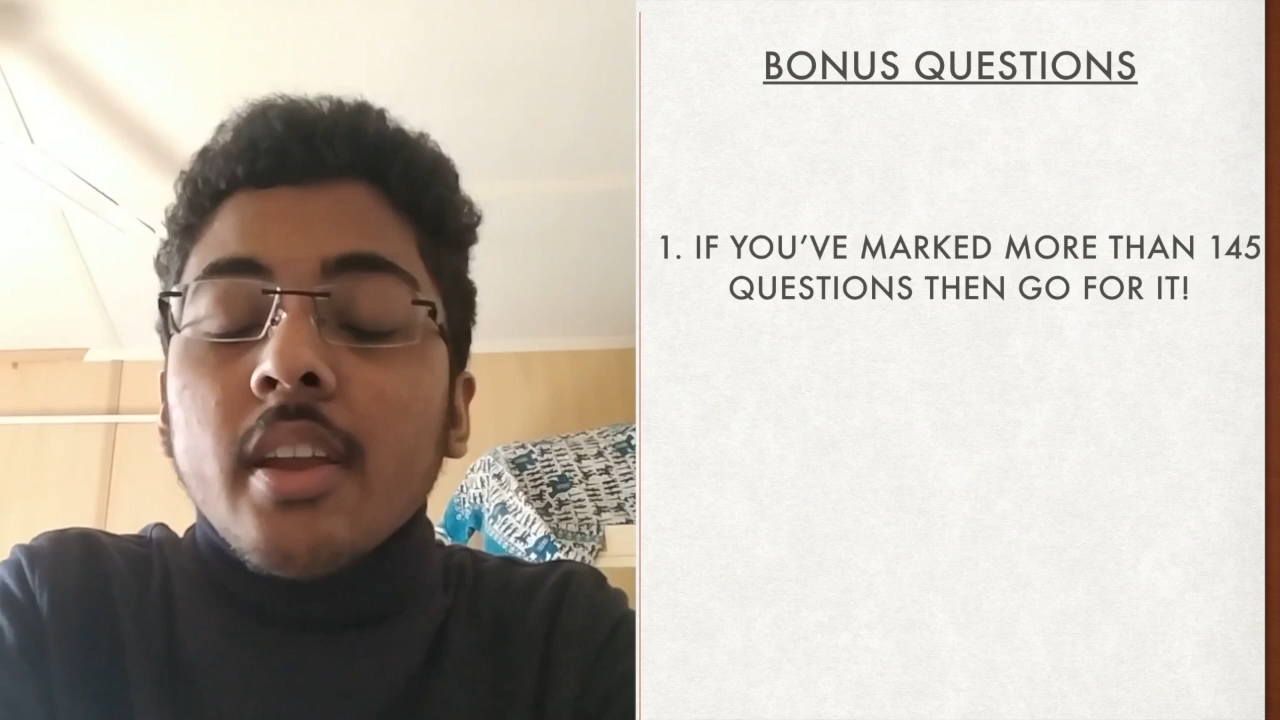 BONUS QUESTIONS
1. IF YOU’VE MARKED MORE THAN 145
QUESTIONS THEN GO FOR IT!